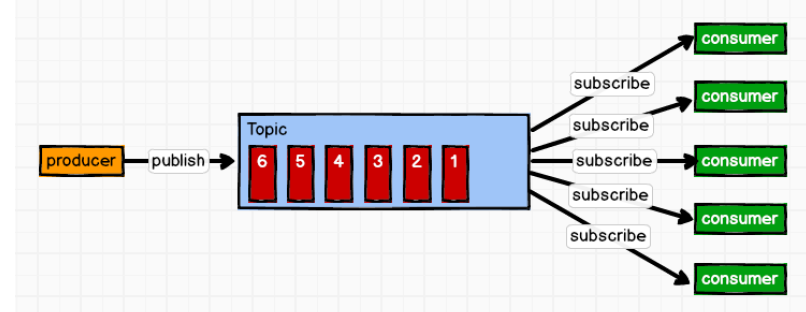 consumer
subscribe
consumer
Topic
subscribe
producer
publish
6 5 4 3 2 1
subscribe
consumer
subscribe
consumer
subscribe
consumer